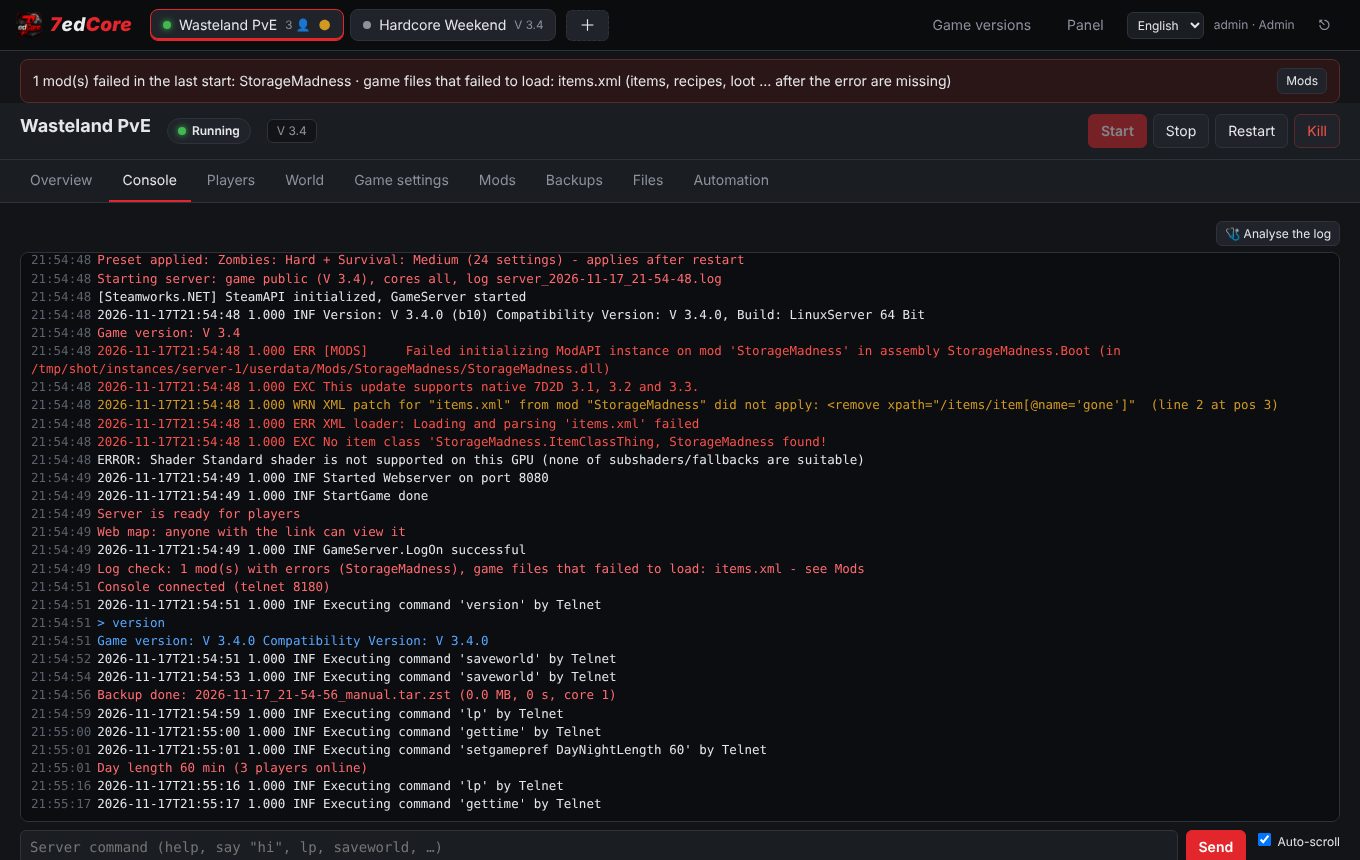 7edCore Wasteland PvE 3 Hardcore Weekend V 3.4 + Game versions Panel English admin · Admin
1 mod(s) failed in the last start: StorageMadness · game files that failed to load: items.xml (items, recipes, loot … after the error are missing) Mods
Wasteland PvE Running V 3.4 Start Stop Restart Kill
Overview Console Players World Game settings Mods Backups Files Automation
Analyse the log
21:54:48 Preset applied: Zombies: Hard + Survival: Medium (24 settings) - applies after restart
21:54:48 Starting server: game public (V 3.4), cores all, log server_2026-11-17_21-54-48.log
21:54:48 [Steamworks.NET] SteamAPI initialized, GameServer started
21:54:48 2026-11-17T21:54:48 1.000 INF Version: V 3.4.0 (b10) Compatibility Version: V 3.4.0, Build: LinuxServer 64 Bit
21:54:48 Game version: V 3.4
21:54:48 2026-11-17T21:54:48 1.000 ERR [MODS]     Failed initializing ModAPI instance on mod 'StorageMadness' in assembly StorageMadness.Boot (in
/tmp/shot/instances/server-1/userdata/Mods/StorageMadness/StorageMadness.dll)
21:54:48 2026-11-17T21:54:48 1.000 EXC This update supports native 7D2D 3.1, 3.2 and 3.3.
21:54:48 2026-11-17T21:54:48 1.000 WRN XML patch for "items.xml" from mod "StorageMadness" did not apply: <remove xpath="/items/item[@name='gone']"  (line 2 at pos 3)
21:54:48 2026-11-17T21:54:48 1.000 ERR XML loader: Loading and parsing 'items.xml' failed
21:54:48 2026-11-17T21:54:48 1.000 EXC No item class 'StorageMadness.ItemClassThing, StorageMadness found!
21:54:48 ERROR: Shader Standard shader is not supported on this GPU (none of subshaders/fallbacks are suitable)
21:54:49 2026-11-17T21:54:49 1.000 INF Started Webserver on port 8080
21:54:49 2026-11-17T21:54:49 1.000 INF StartGame done
21:54:49 Server is ready for players
21:54:49 Web map: anyone with the link can view it
21:54:49 2026-11-17T21:54:49 1.000 INF GameServer.LogOn successful
21:54:49 Log check: 1 mod(s) with errors (StorageMadness), game files that failed to load: items.xml - see Mods
21:54:51 Console connected (telnet 8180)
21:54:51 2026-11-17T21:54:51 1.000 INF Executing command 'version' by Telnet
21:54:51 > version
21:54:51 Game version: V 3.4.0 Compatibility Version: V 3.4.0
21:54:52 2026-11-17T21:54:51 1.000 INF Executing command 'saveworld' by Telnet
21:54:54 2026-11-17T21:54:53 1.000 INF Executing command 'saveworld' by Telnet
21:54:56 Backup done: 2026-11-17_21-54-56_manual.tar.zst (0.0 MB, 0 s, core 1)
21:54:59 2026-11-17T21:54:59 1.000 INF Executing command 'lp' by Telnet
21:55:00 2026-11-17T21:55:00 1.000 INF Executing command 'gettime' by Telnet
21:55:01 2026-11-17T21:55:01 1.000 INF Executing command 'setgamepref DayNightLength 60' by Telnet
21:55:01 Day length 60 min (3 players online)
21:55:16 2026-11-17T21:55:16 1.000 INF Executing command 'lp' by Telnet
21:55:17 2026-11-17T21:55:17 1.000 INF Executing command 'gettime' by Telnet
Server command (help, say "hi", lp, saveworld, …) Send Auto-scroll